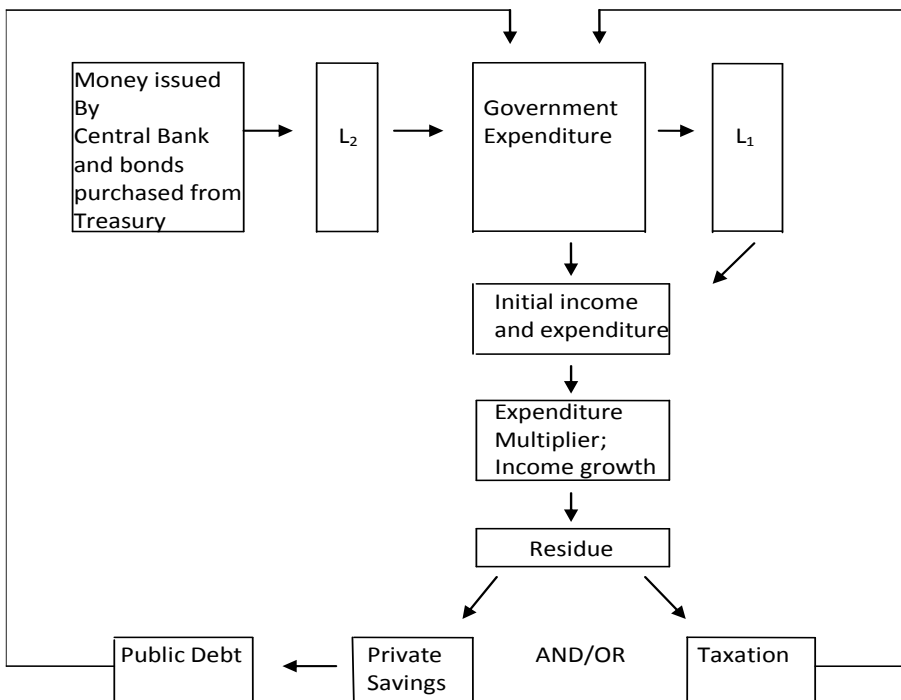 Money issued
By
Central Bank
and bonds
purchased from
Treasury
L₂
Government
Expenditure
L₁
Initial income
and expenditure
Expenditure
Multiplier;
Income growth
Residue
Public Debt
Private
Savings
AND/OR
Taxation